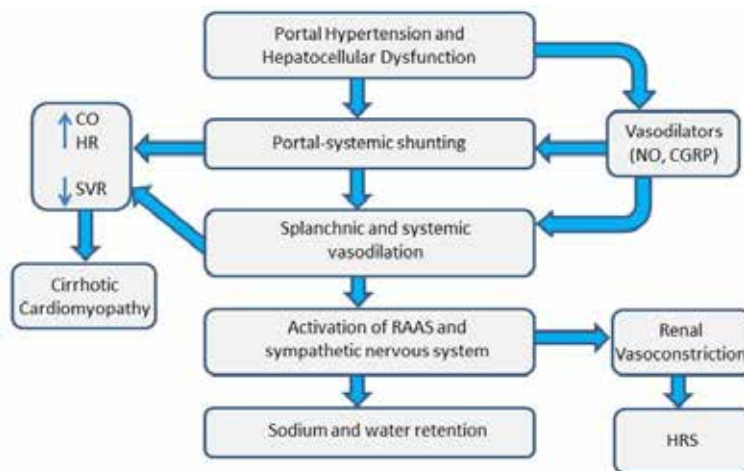 Portal Hypertension and
Hepatocellular Dysfunction
CO
HR
SVR
Portal-systemic shunting
Vasodilators
(NO, CGRP)
Splanchnic and systemic
vasodilation
Cirrhotic
Cardiomyopathy
Activation of RAAS and
sympathetic nervous system
Renal
Vasoconstriction
Sodium and water retention
HRS